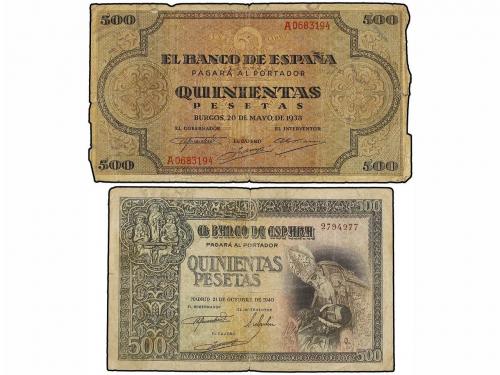 500 500
A0683194
EL BANCO DE ESPAÑA
PAGARÁ AL PORTADOR
QUINIENTAS
PESETAS
BURGOS, 20 DE MAYO, DE 1938
EL GOBERNADOR EL INTERVENTOR
EL CAJERO
A0683194
500 500
500
EL BANCO DE ESPAÑA
PAGARÁ AL PORTADOR
9794977
QUINIENTAS
PESETAS
MADRID 21 DE OCTUBRE, DE 1940
EL GOBERNADOR EL INTERVENTOR
EL CAJERO
500 500